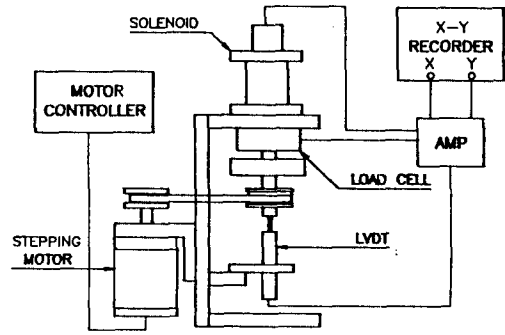 SOLENOID
X-Y
RECORDER
X Y
MOTOR
CONTROLLER
AMP
LOAD CELL
STEPPING
MOTOR
LVDT